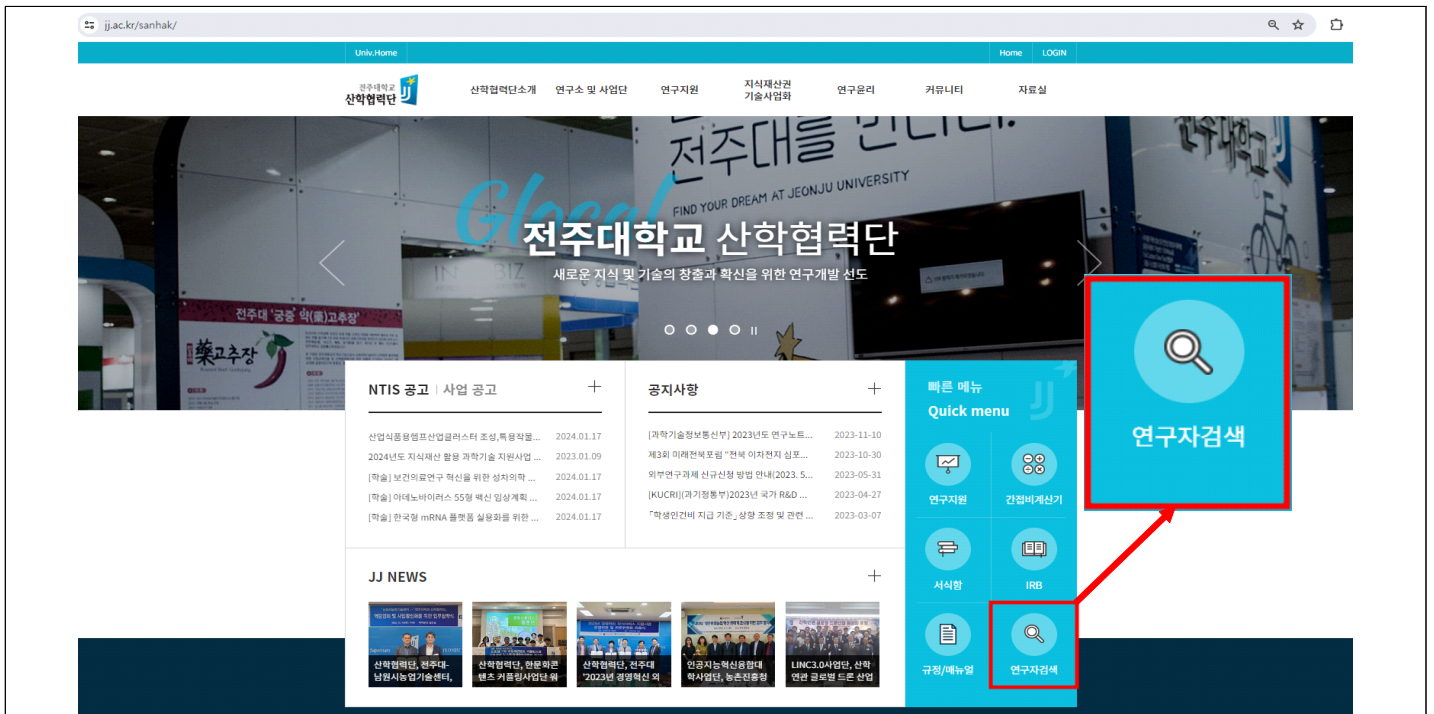 jj.ac.kr/sanhak/
Univ.Home
Home LOGIN
전주대학교
산학협력단
산학협력단소개 연구소 및 사업단 연구지원 지식재산권 기술사업화 연구윤리 커뮤니티 자료실
전주대를 만나다!
FIND YOUR DREAM AT JEONJU UNIVERSITY
전주대학교
Glocal
전주대학교 산학협력단
새로운 지식 및 기술의 창출과 확신을 위한 연구개발 선도
전주대 '궁중 약(藥)고추장'
藥고추장
NTIS 공고 | 사업 공고
산업식품용헴프산업클러스터 조성,특용작물... 2024.01.17
2024년도 지식재산 활용 과학기술 지원사업 ... 2023.01.09
[학술] 보건의료연구 혁신을 위한 성차의학 ... 2024.01.17
[학술] 아데노바이러스 55형 백신 임상계획 ... 2024.01.17
[학술] 한국형 mRNA 플랫폼 실용화를 위한 ... 2024.01.17
공지사항
[과학기술정보통신부] 2023년도 연구노트... 2023-11-10
제3회 미래전북포럼 "전북 이차전지 심포... 2023-10-30
외부연구과제 신규신청 방법 안내(2023. 5... 2023-05-31
[KUCRI](과기정통부)2023년 국가 R&D ... 2023-04-27
「학생인건비 지급 기준」상향 조정 및 관련 ... 2023-03-07
빠른 메뉴
Quick menu
연구지원 간접비계산기
서식함 IRB
규정/매뉴얼 연구자검색
연구자검색
JJ NEWS
산학협력단, 전주대-
남원시농업기술센터,
산학협력단, 한문화콘
텐츠 커플링사업단 워
산학협력단, 전주대
'2023년 경영혁신 외
인공지능혁신융합대
학사업단, 농촌진흥청
LINC3.0사업단, 산학
연관 글로벌 드론 산업